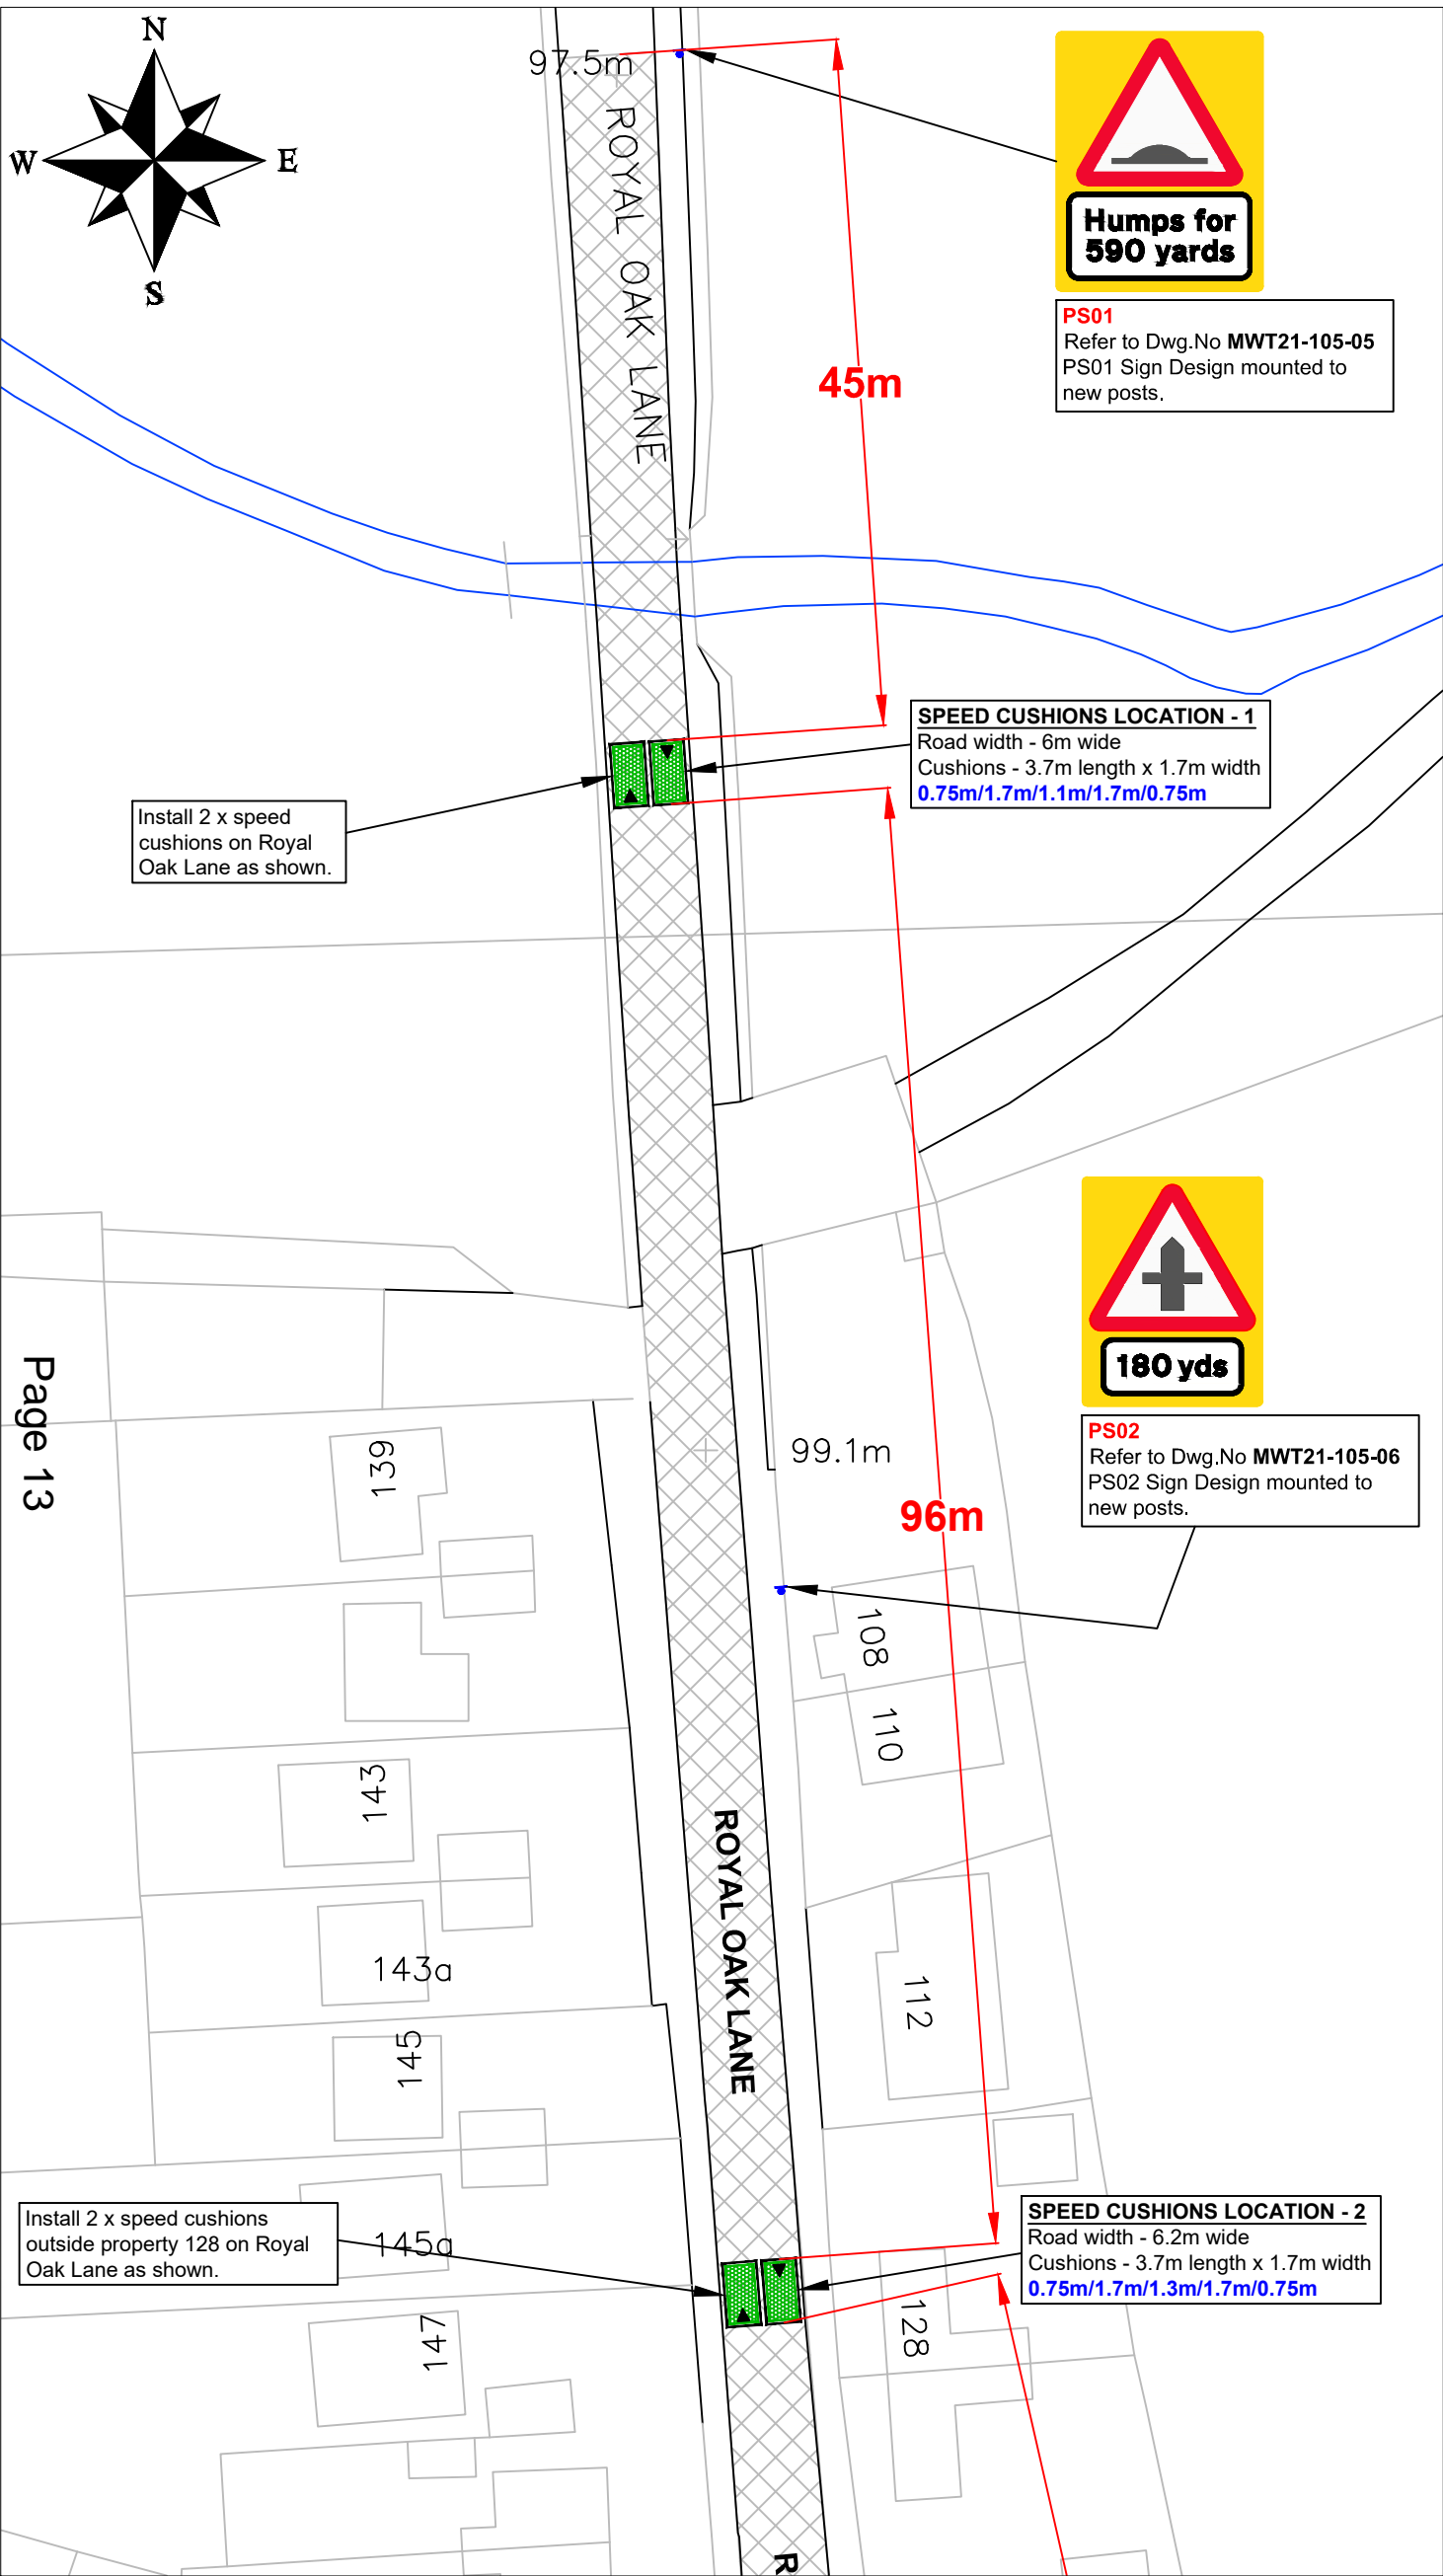 N
W
E
S
97.5m
ROYAL OAK LANE
Humps for
590 yards
PS01
Refer to Dwg.No MWT21-105-05
PS01 Sign Design mounted to
new posts.
45m
SPEED CUSHIONS LOCATION - 1
Road width - 6m wide
Cushions - 3.7m length x 1.7m width
0.75m/1.7m/1.1m/1.7m/0.75m
Install 2 x speed
cushions on Royal
Oak Lane as shown.
180 yds
PS02
Refer to Dwg.No MWT21-105-06
PS02 Sign Design mounted to
new posts.
Page 13
139
99.1m
96m
108
110
143
ROYAL OAK LANE
143a
112
145
Install 2 x speed cushions
outside property 128 on Royal
Oak Lane as shown.
145a
SPEED CUSHIONS LOCATION - 2
Road width - 6.2m wide
Cushions - 3.7m length x 1.7m width
0.75m/1.7m/1.3m/1.7m/0.75m
128
147
R